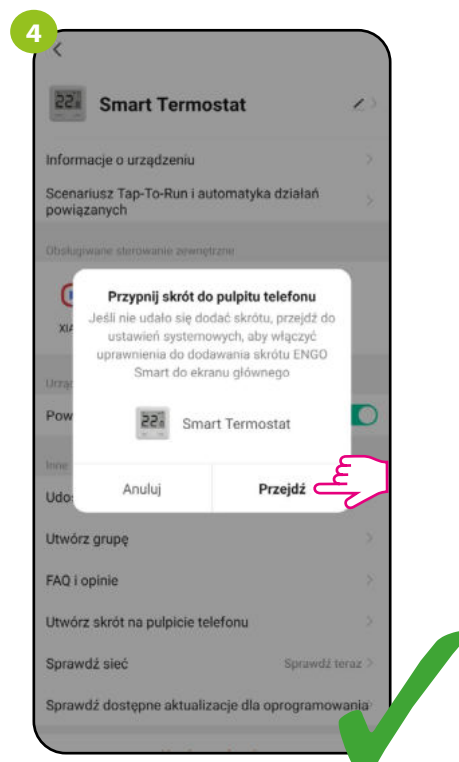 4
Smart Termostat
Informacje o urządzeniu
Scenariusz Tap-To-Run i automatyka działań
powiązanych
Obsługiwane sterowanie zewnętrzne
Przypnij skrót do pulpitu telefonu
Jeśli nie udało się dodać skrótu, przejdź do
ustawień systemowych, aby włączyć
uprawnienia do dodawania skrótu ENGO
Smart do ekranu głównego
Smart Termostat
Anuluj
Przejdź
Inne
Utwórz grupę
FAQ i opinie
Utwórz skrót na pulpicie telefonu
Sprawdź sieć
Sprawdź teraz
Sprawdź dostępne aktualizacje dla oprogramowania